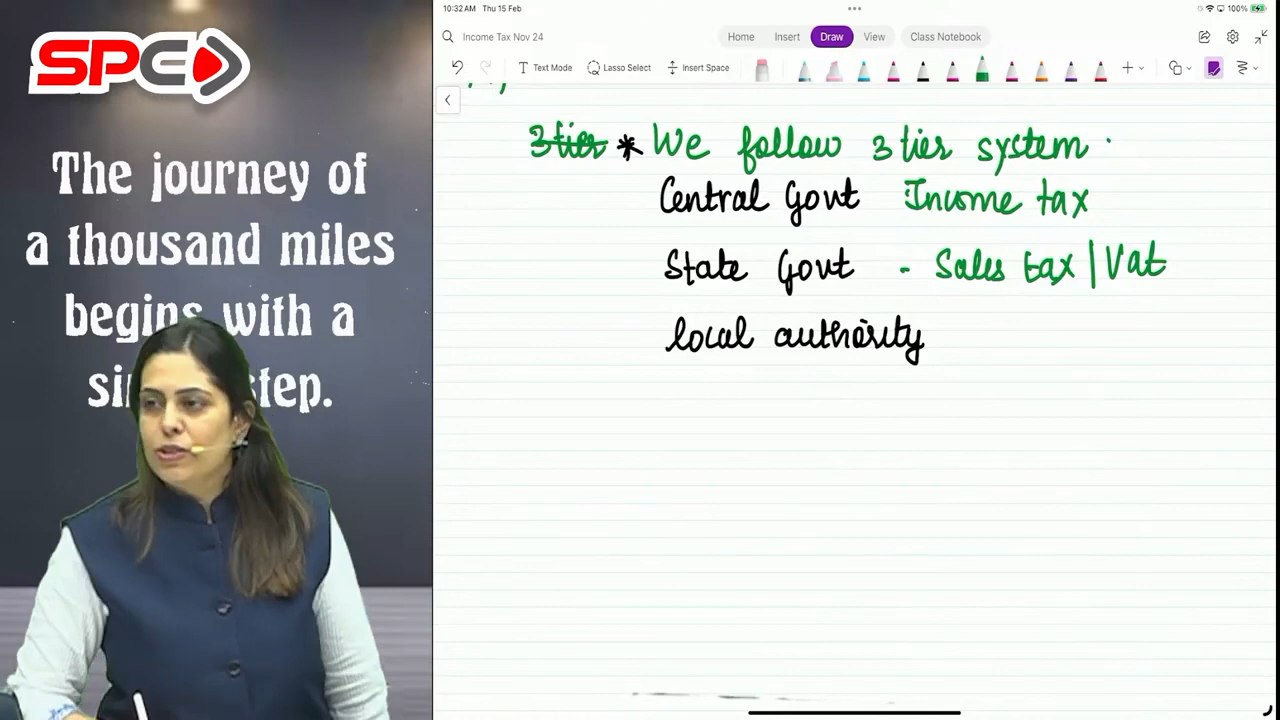 SPC
The journey of
a thousand miles
begins with a
step.
10:32 AM Thu 15 Feb
100%
Income Tax Nov 24
Home Insert Draw View Class Notebook
Text Mode Lasso Select Insert Space
3 tier * We follow 3 tier system
Central Govt Income tax
State Govt - Sales tax | Vat
local authority